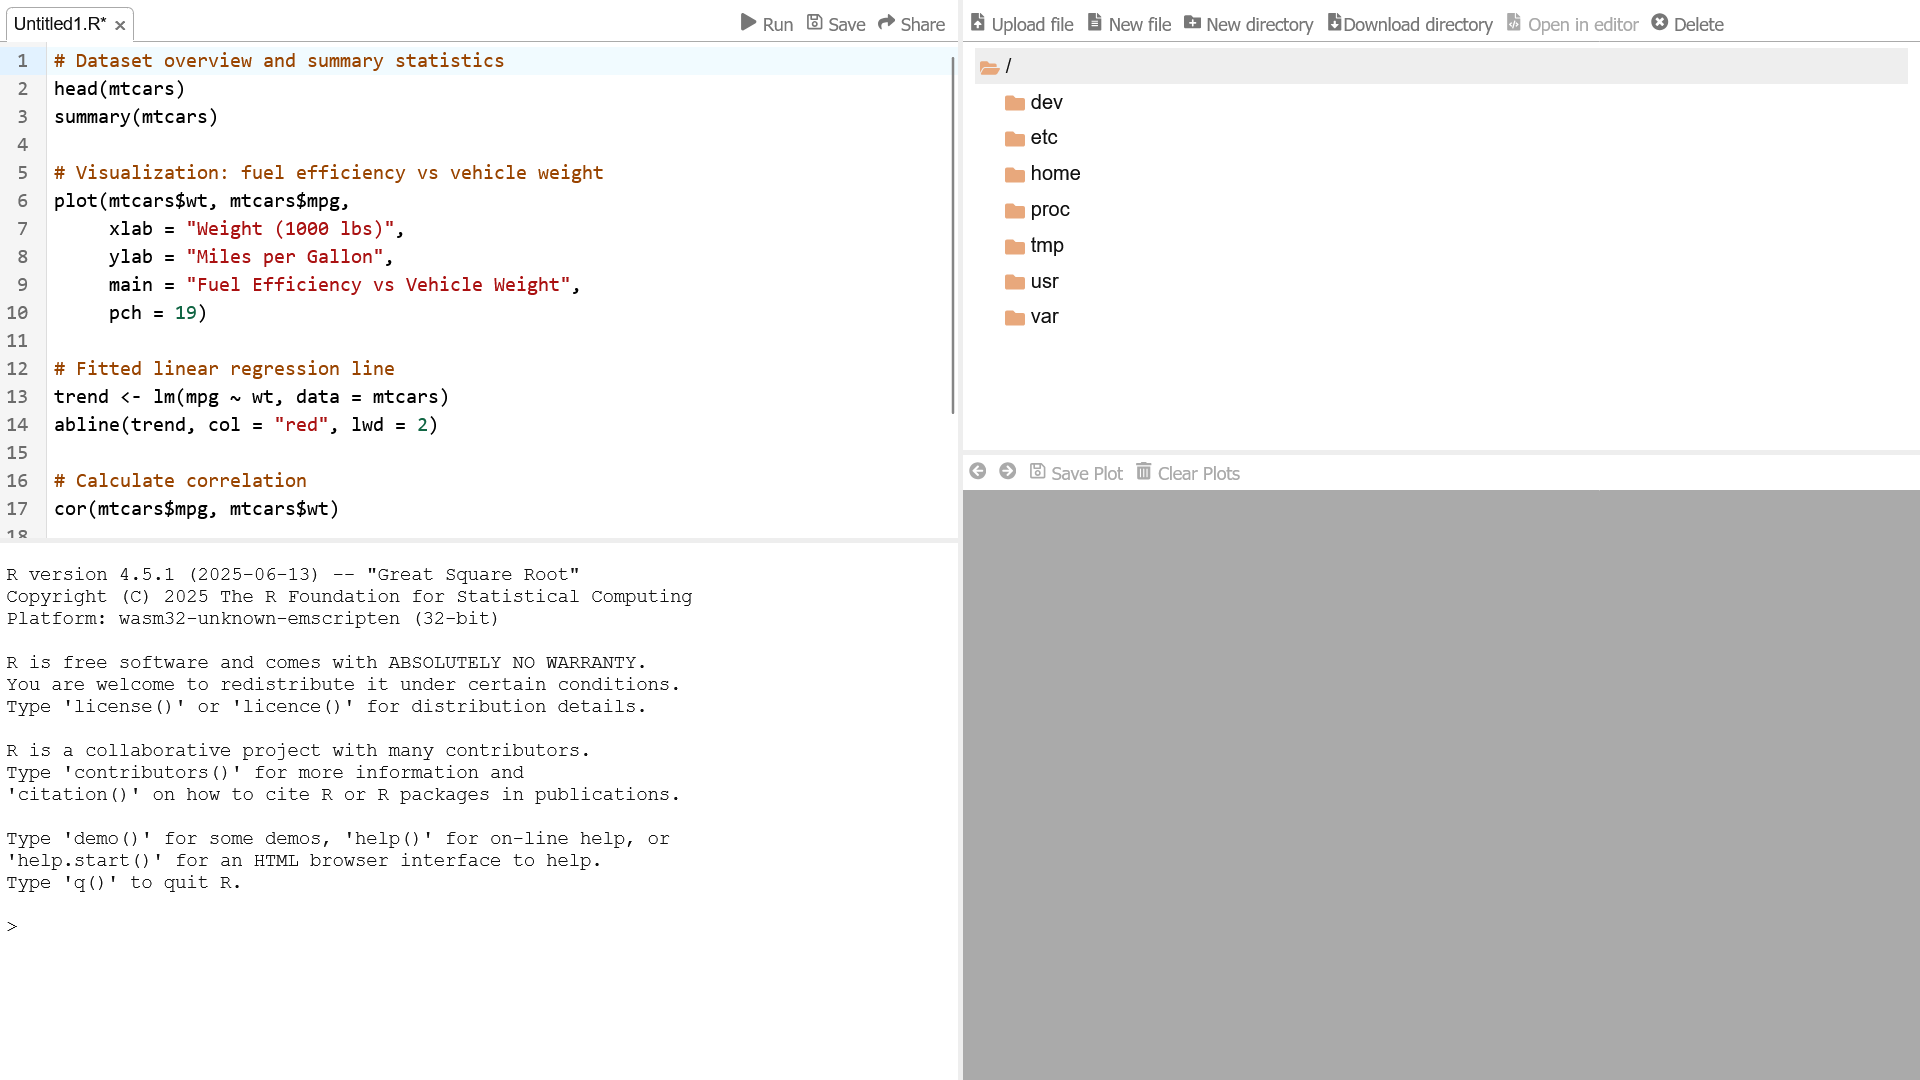 Untitled1.R* ×
Run Save Share
1 # Dataset overview and summary statistics
2 head(mtcars)
3 summary(mtcars)
4
5 # Visualization: fuel efficiency vs vehicle weight
6 plot(mtcars$wt, mtcars$mpg,
7      xlab = "Weight (1000 lbs)",
8      ylab = "Miles per Gallon",
9      main = "Fuel Efficiency vs Vehicle Weight",
10      pch = 19)
11
12 # Fitted linear regression line
13 trend <- lm(mpg ~ wt, data = mtcars)
14 abline(trend, col = "red", lwd = 2)
15
16 # Calculate correlation
17 cor(mtcars$mpg, mtcars$wt)
18
R version 4.5.1 (2025-06-13) -- "Great Square Root"
Copyright (C) 2025 The R Foundation for Statistical Computing
Platform: wasm32-unknown-emscripten (32-bit)
R is free software and comes with ABSOLUTELY NO WARRANTY.
You are welcome to redistribute it under certain conditions.
Type 'license()' or 'licence()' for distribution details.
R is a collaborative project with many contributors.
Type 'contributors()' for more information and
'citation()' on how to cite R or R packages in publications.
Type 'demo()' for some demos, 'help()' for on-line help, or
'help.start()' for an HTML browser interface to help.
Type 'q()' to quit R.
>
Upload file New file New directory Download directory Open in editor Delete
/
dev
etc
home
proc
tmp
usr
var
Save Plot Clear Plots